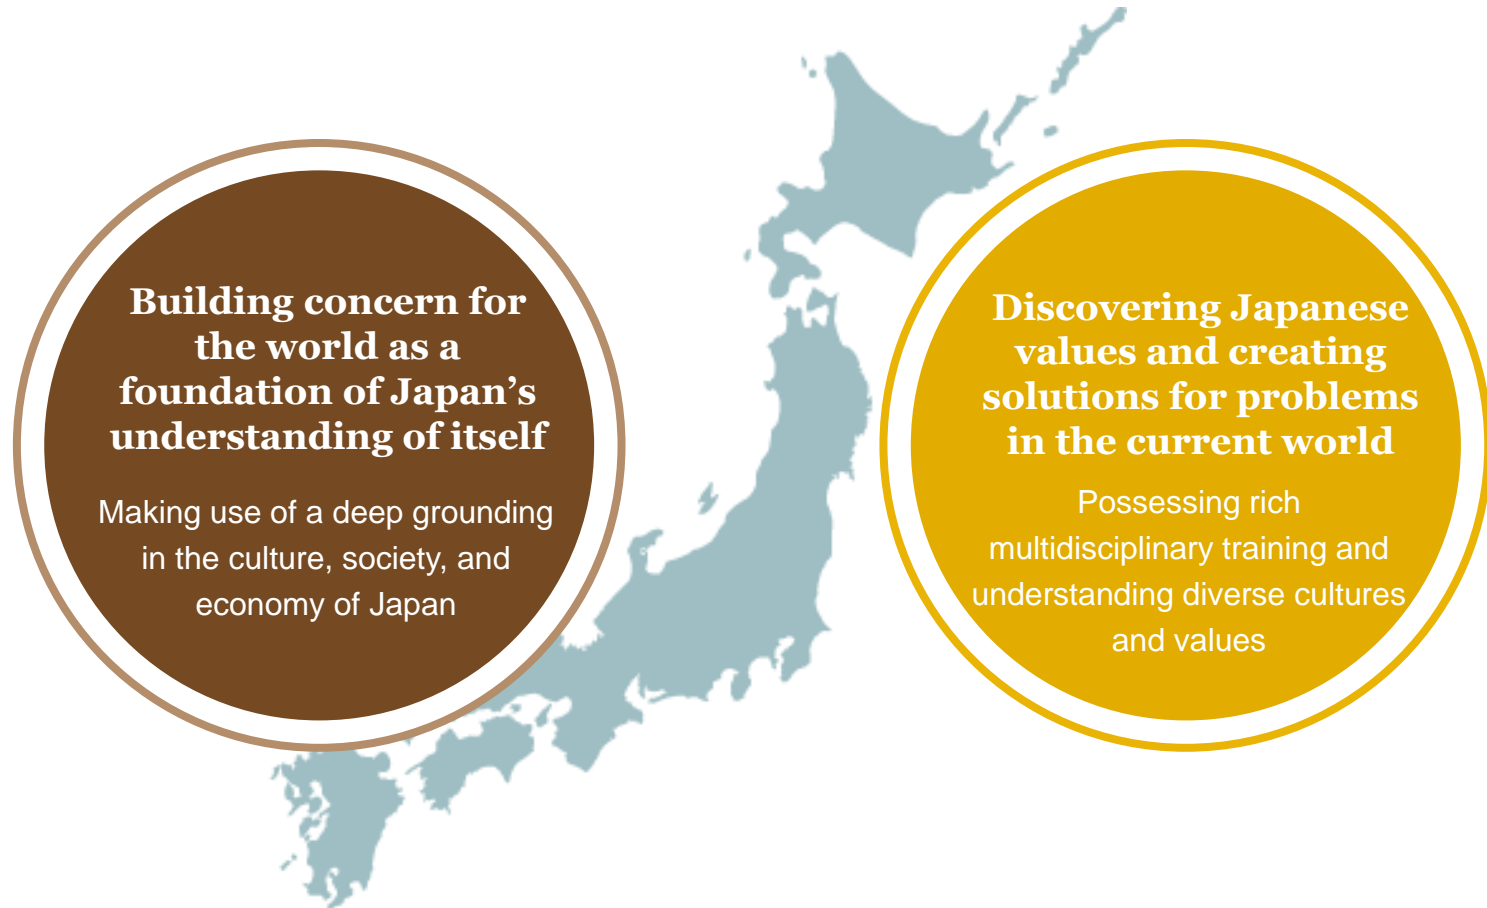 Building concern for
the world as a
foundation of Japan’s
understanding of itself
Making use of a deep grounding
in the culture, society, and
economy of Japan
Discovering Japanese
values and creating
solutions for problems
in the current world
Possessing rich
multidisciplinary training and
understanding diverse cultures
and values